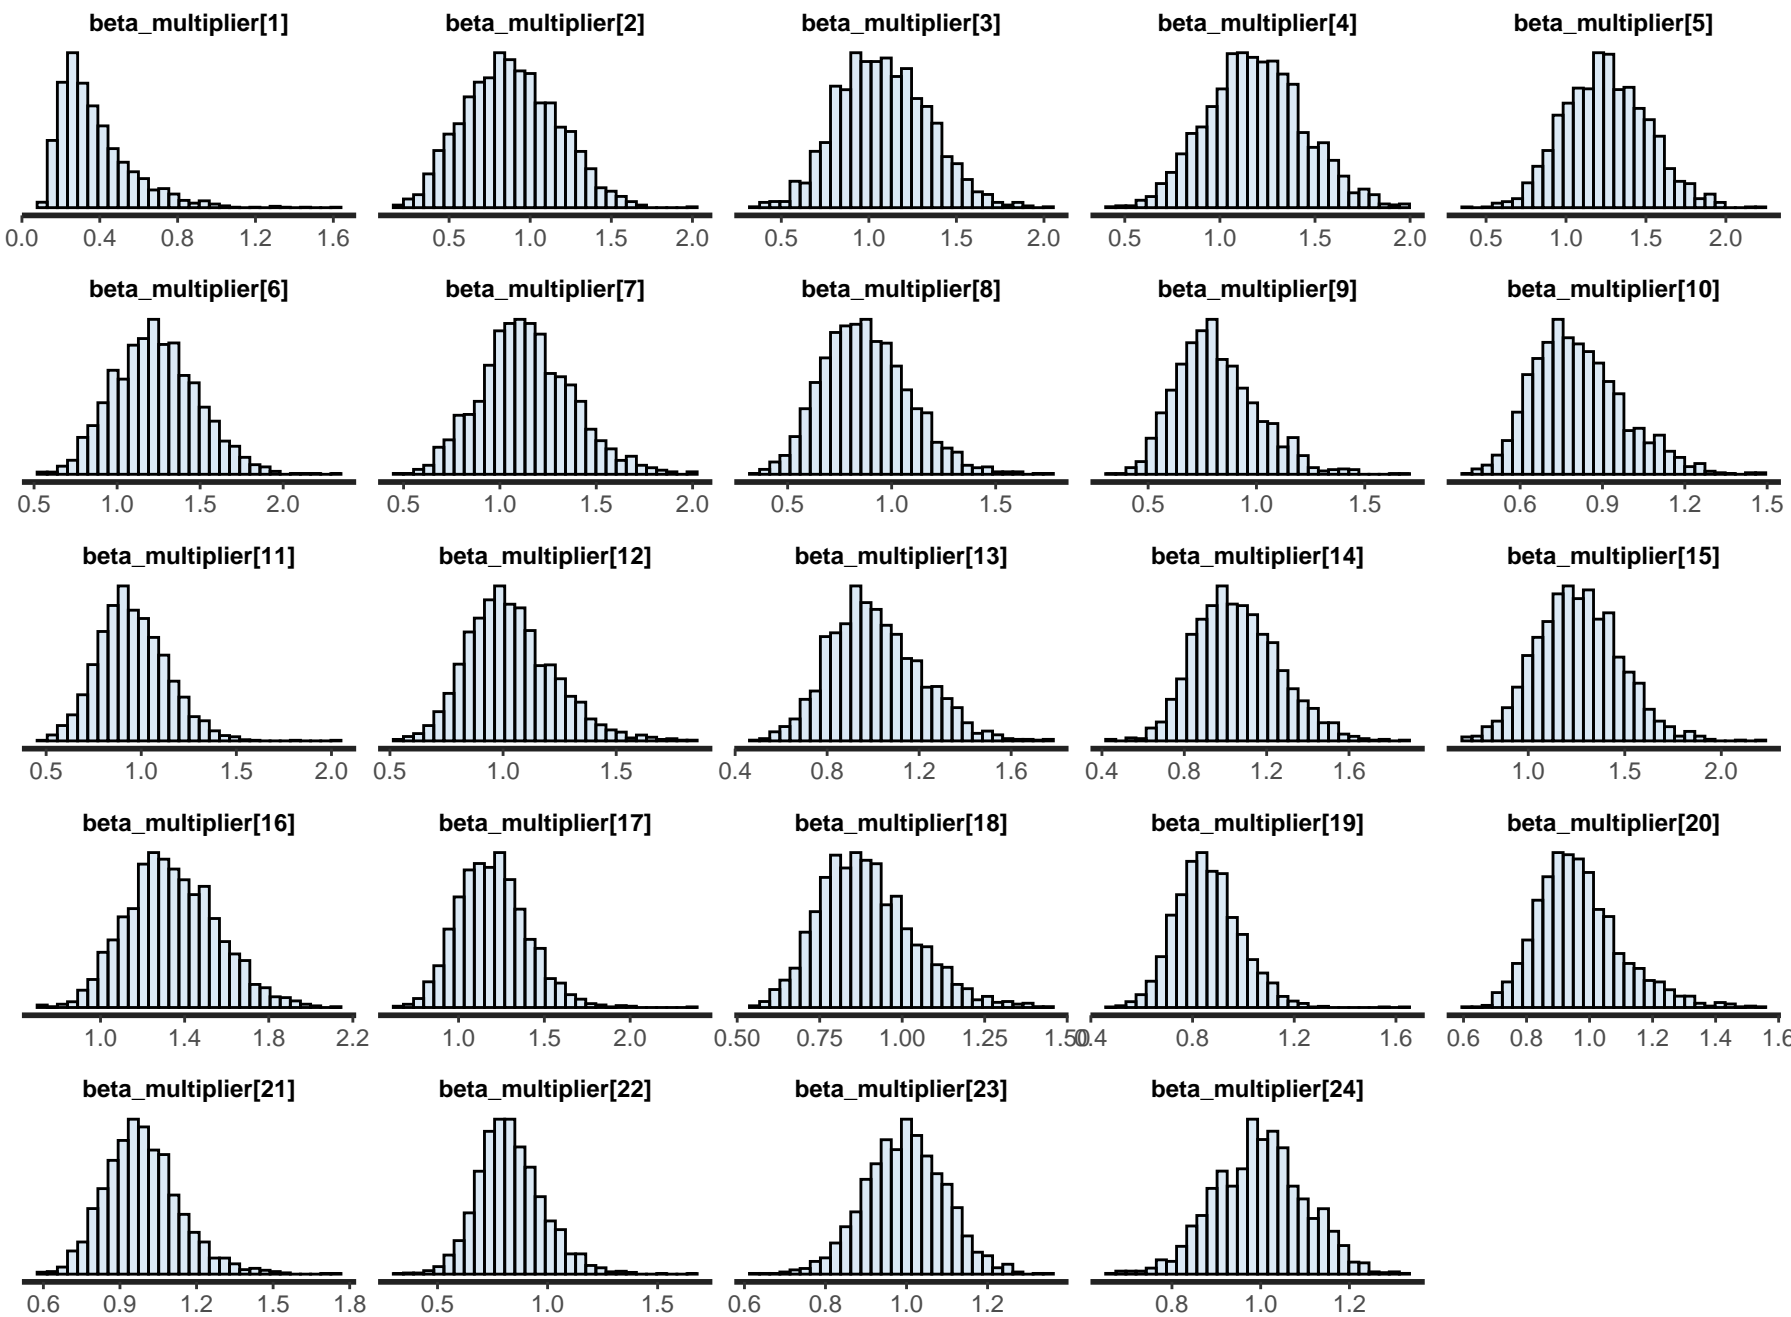 beta_multiplier[1] beta_multiplier[2] beta_multiplier[3] beta_multiplier[4] beta_multiplier[5]
0.0 0.4 0.8 1.2 1.6 0.5 1.0 1.5 2.0 0.5 1.0 1.5 2.0 0.5 1.0 1.5 2.0 0.5 1.0 1.5 2.0
beta_multiplier[6] beta_multiplier[7] beta_multiplier[8] beta_multiplier[9] beta_multiplier[10]
0.5 1.0 1.5 2.0 0.5 1.0 1.5 2.0 0.5 1.0 1.5 0.5 1.0 1.5 0.6 0.9 1.2 1.5
beta_multiplier[11] beta_multiplier[12] beta_multiplier[13] beta_multiplier[14] beta_multiplier[15]
0.5 1.0 1.5 2.0 0.5 1.0 1.5 0.4 0.8 1.2 1.6 0.4 0.8 1.2 1.6 1.0 1.5 2.0
beta_multiplier[16] beta_multiplier[17] beta_multiplier[18] beta_multiplier[19] beta_multiplier[20]
1.0 1.4 1.8 2.2 1.0 1.5 2.0 0.50 0.75 1.00 1.25 1.50 0.4 0.8 1.2 1.6 0.6 0.8 1.0 1.2 1.4 1.6
beta_multiplier[21] beta_multiplier[22] beta_multiplier[23] beta_multiplier[24]
0.6 0.9 1.2 1.5 1.8 0.5 1.0 1.5 0.6 0.8 1.0 1.2 0.8 1.0 1.2